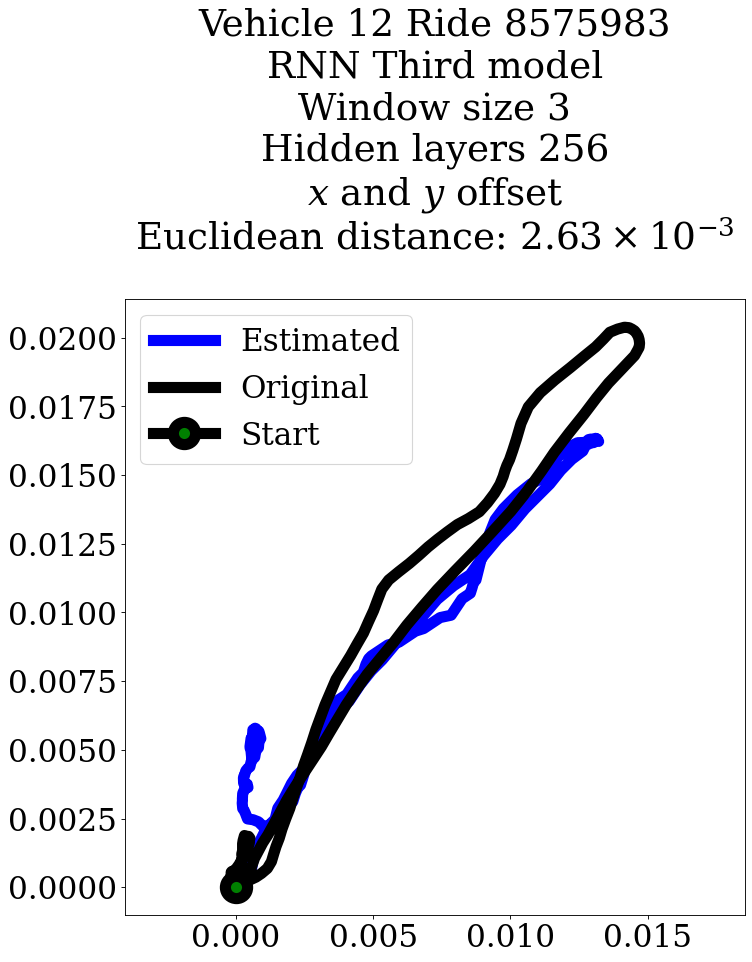 Vehicle 12 Ride 8575983
RNN Third model
Window size 3
Hidden layers 256
x and y offset
Euclidean distance: 2.63 × 10⁻³
Estimated
Original
Start
0.0200
0.0175
0.0150
0.0125
0.0100
0.0075
0.0050
0.0025
0.0000
0.000 0.005 0.010 0.015